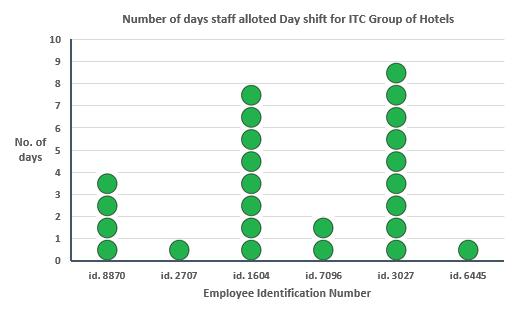 Number of days staff alloted Day shift for ITC Group of Hotels
10
9
8
7
6
5
4
3
2
1
0
No. of
days
id. 8870 id. 2707 id. 1604 id. 7096 id. 3027 id. 6445
Employee Identification Number